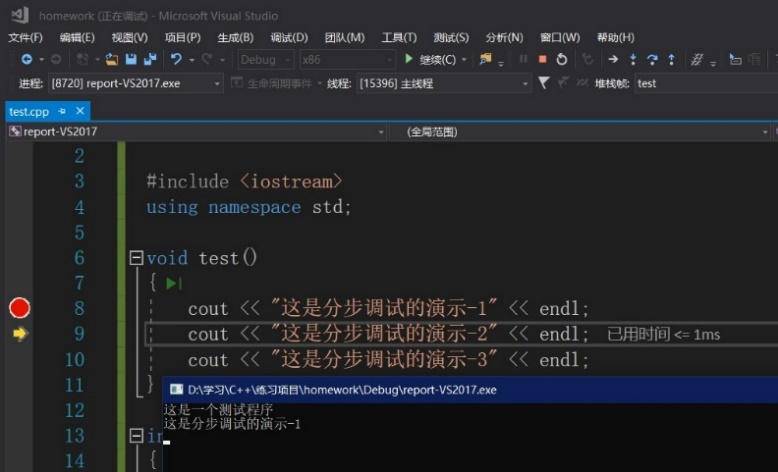 homework (正在调试) - Microsoft Visual Studio
文件(F) 编辑(E) 视图(V) 项目(P) 生成(B) 调试(D) 团队(M) 工具(T) 测试(S) 分析(N) 窗口(W) 帮助(H)
Debug x86 继续(C)
进程: [8720] report-VS2017.exe 生命周期事件 线程: [15396] 主线程 堆栈帧: test
test.cpp
report-VS2017 (全局范围)
2
3 #include <iostream>
4 using namespace std;
5
6 void test()
7 {
8 cout << "这是分步调试的演示-1" << endl;
9 cout << "这是分步调试的演示-2" << endl; 已用时间 <= 1ms
10 cout << "这是分步调试的演示-3" << endl;
11 }
D:\学习\C++\练习项目\homework\Debug\report-VS2017.exe
12
这是一个测试程序
这是分步调试的演示-1
13 in
14 {